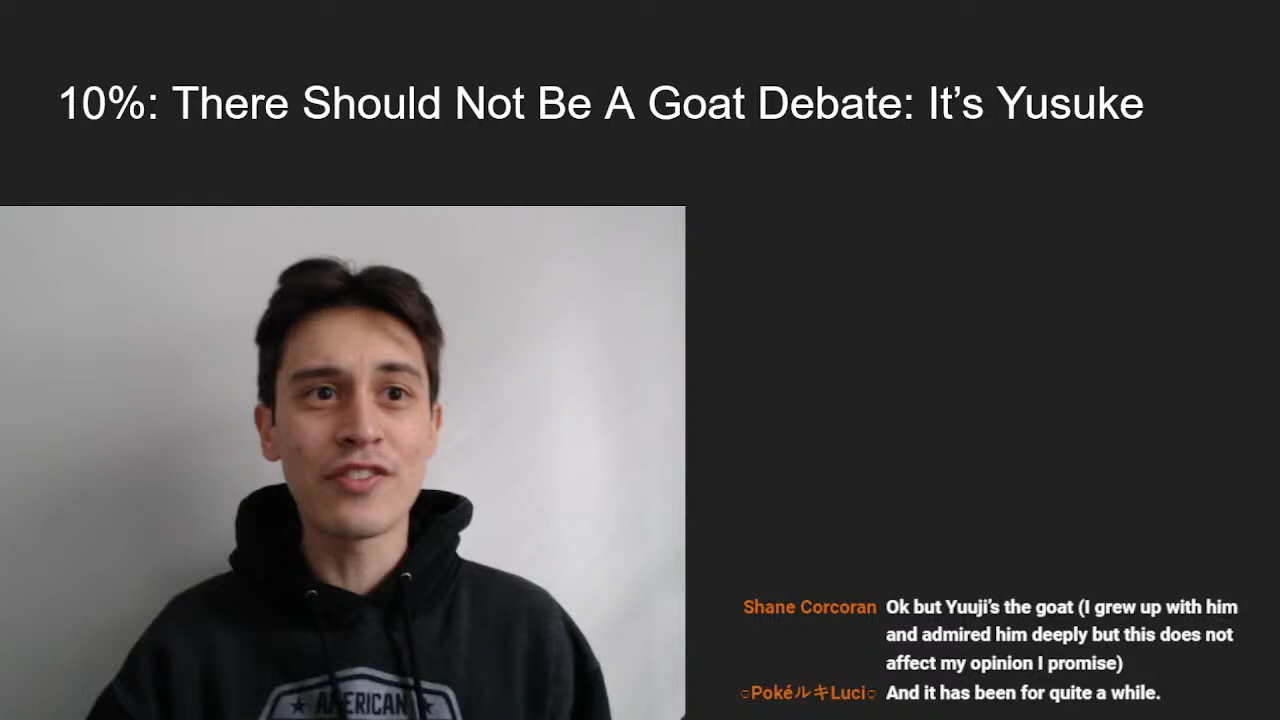 10%: There Should Not Be A Goat Debate: It’s Yusuke
★ AMERICAN ★
Shane Corcoran Ok but Yuuji’s the goat (I grew up with him
and admired him deeply but this does not
affect my opinion I promise)
○PokéルキLuci○ And it has been for quite a while.